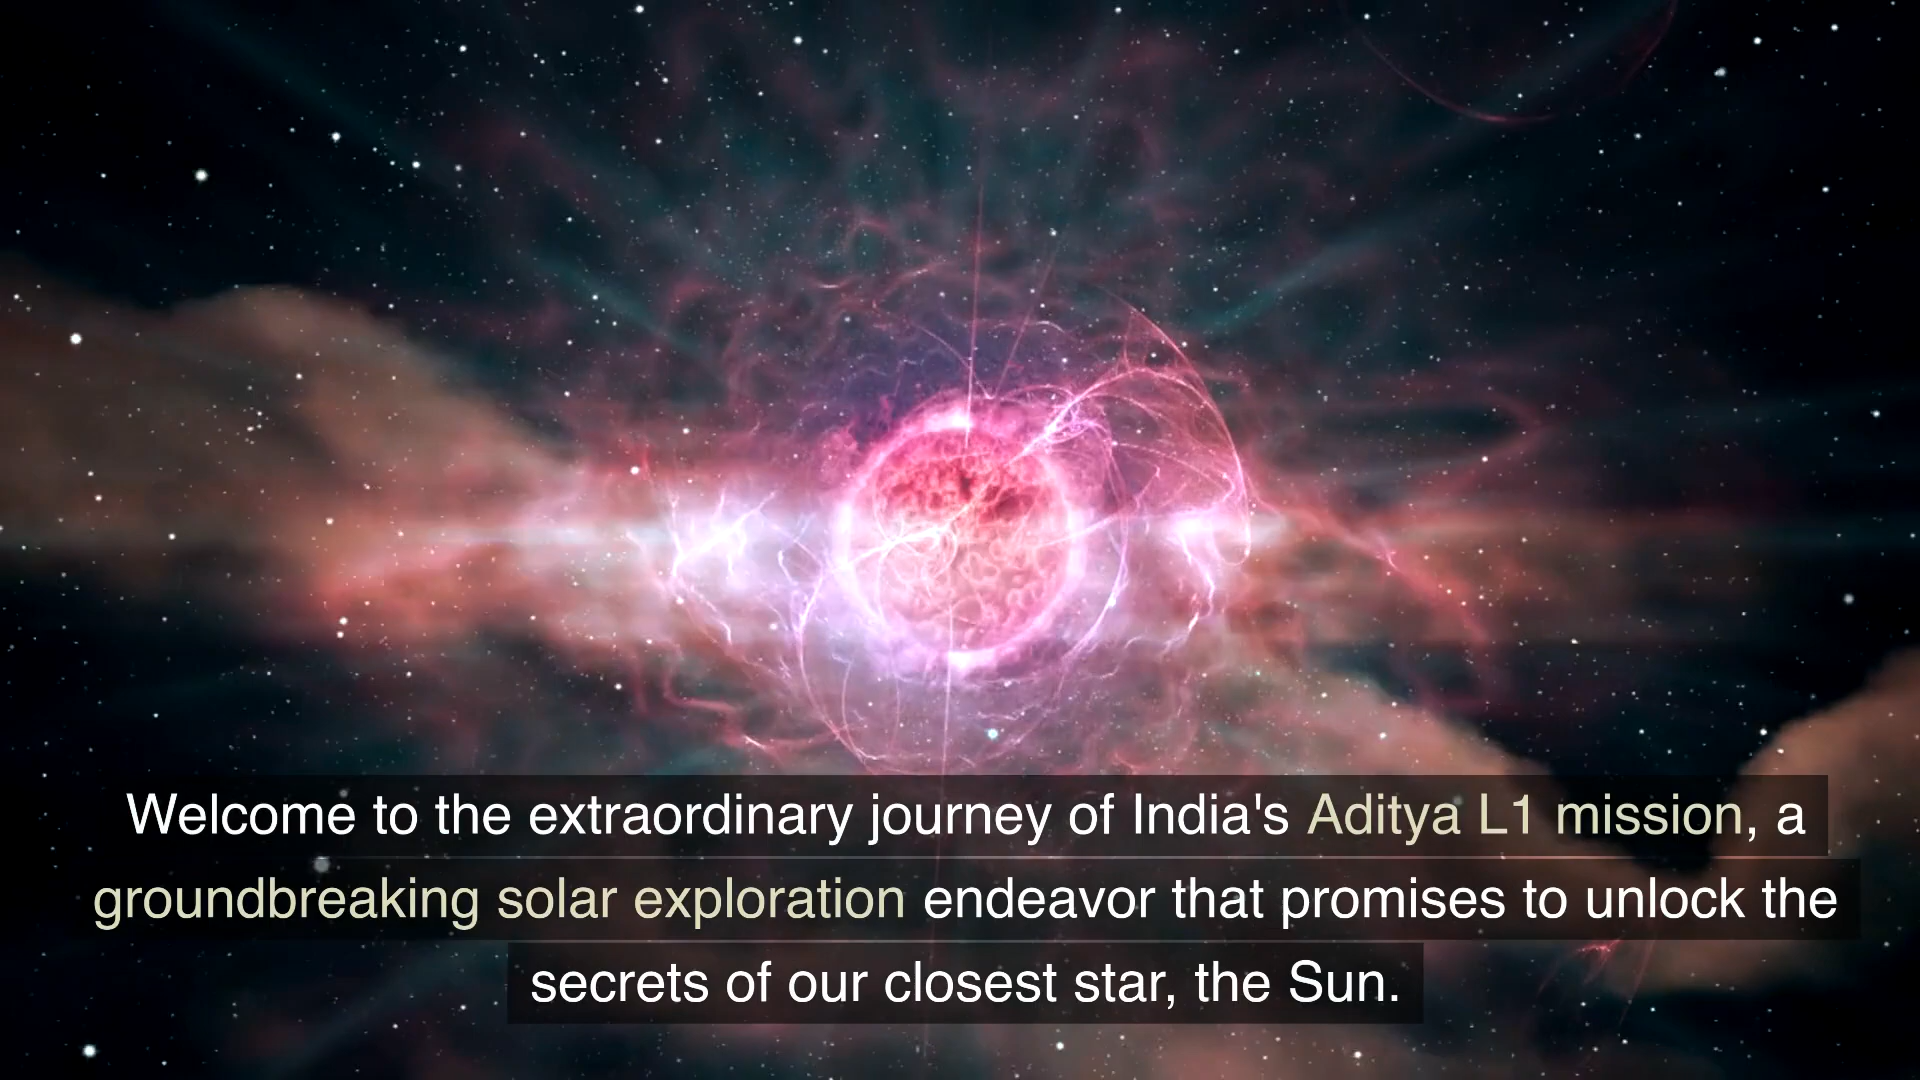 Welcome to the extraordinary journey of India's Aditya L1 mission, a
groundbreaking solar exploration endeavor that promises to unlock the
secrets of our closest star, the Sun.